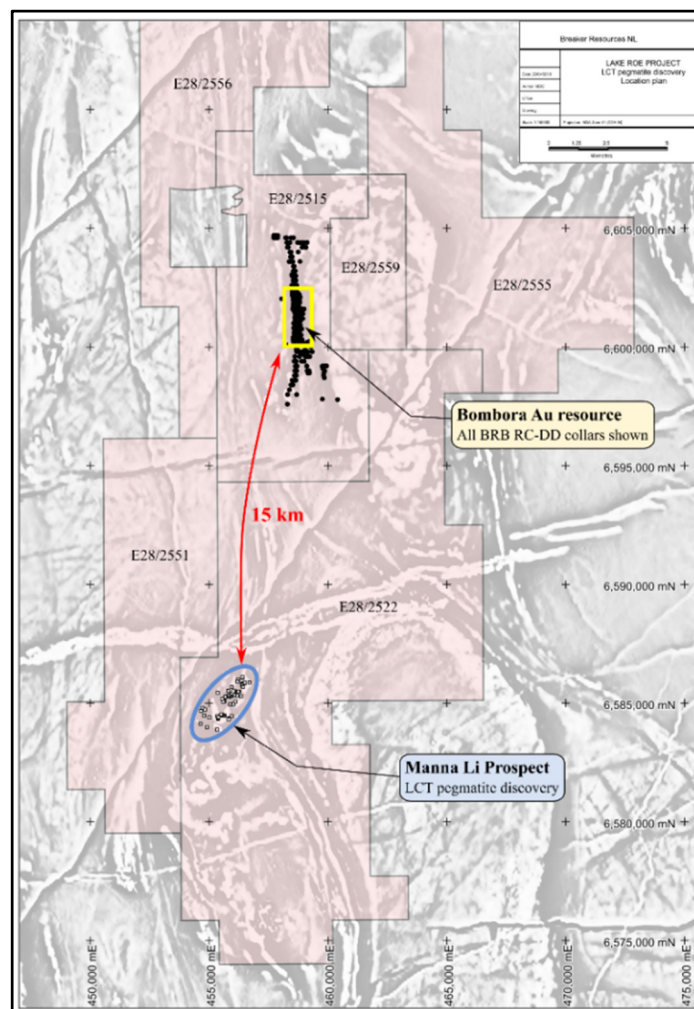 Breaker Resources NL
LAKE ROE PROJECT
LCT pegmatite discovery
Location plan
E28/2556
E28/2515
6,605,000 mN
E28/2559
E28/2555
6,600,000 mN
Bombora Au resource
All BRB RC-DD collars shown
6,595,000 mN
15 km
E28/2551
6,590,000 mN
E28/2522
6,585,000 mN
Manna Li Prospect
LCT pegmatite discovery
6,580,000 mN
6,575,000 mN
450,000 mE
455,000 mE
460,000 mE
465,000 mE
470,000 mE
475,000 mE